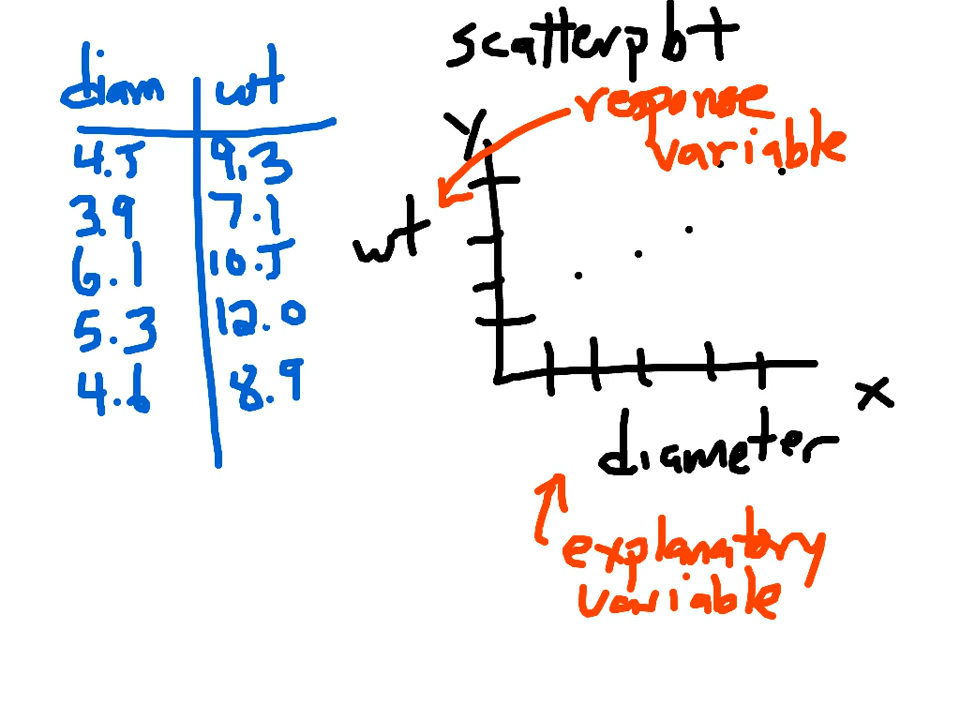 diam wt
4.5 9.3
3.9 7.1
6.1 10.5
5.3 12.0
4.6 8.9
scatterplot
response
variable
y
wt
x
diameter
explanatory
variable